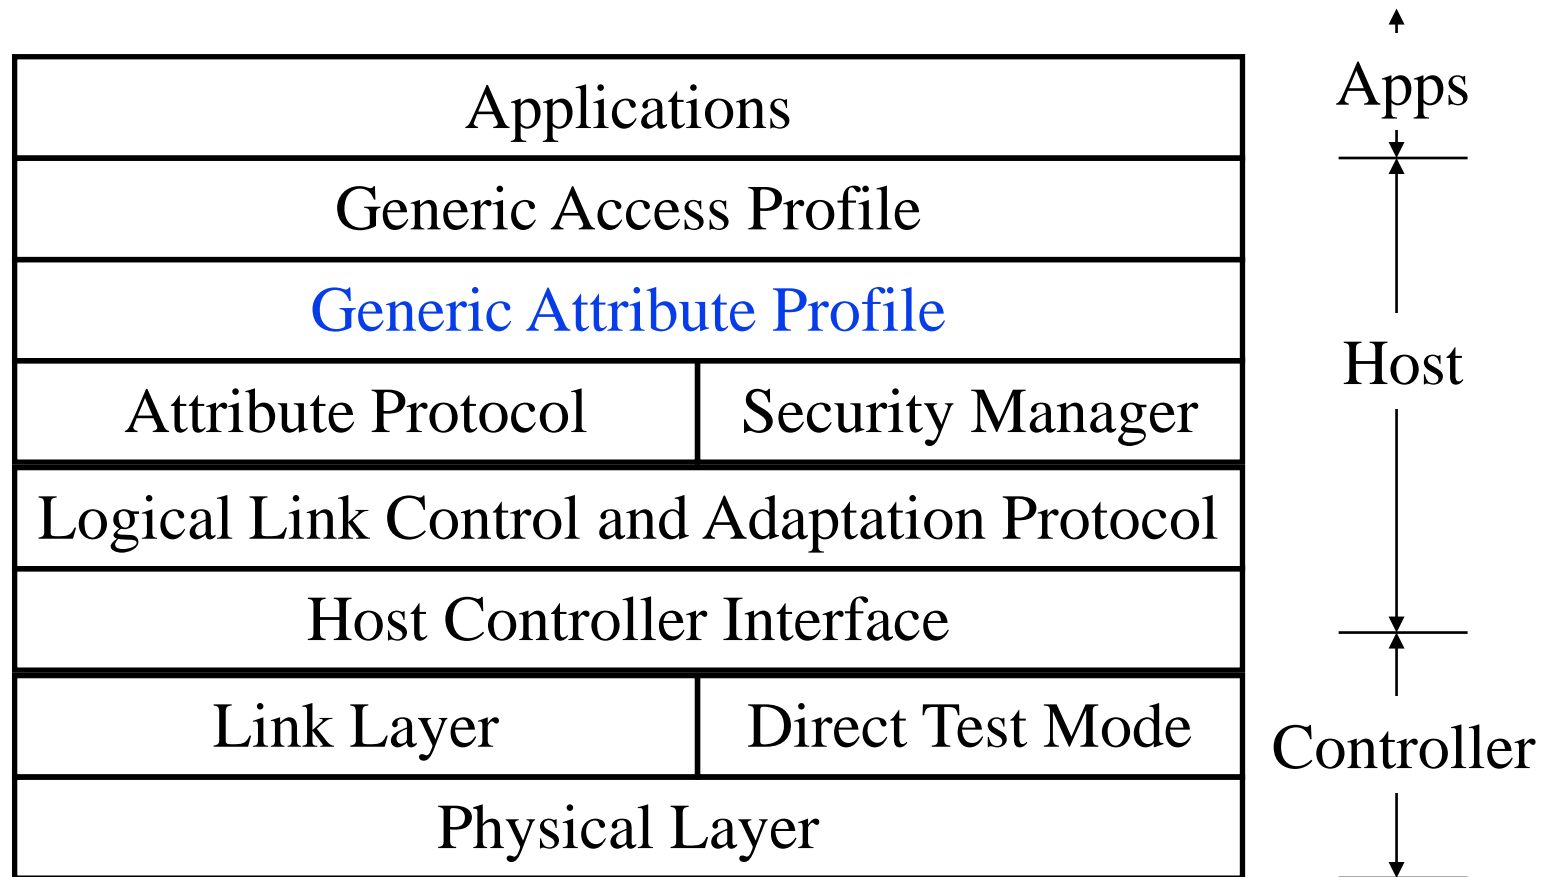 Applications
Apps
Generic Access Profile
Generic Attribute Profile
Host
Attribute Protocol
Security Manager
Logical Link Control and Adaptation Protocol
Host Controller Interface
Link Layer
Direct Test Mode
Controller
Physical Layer